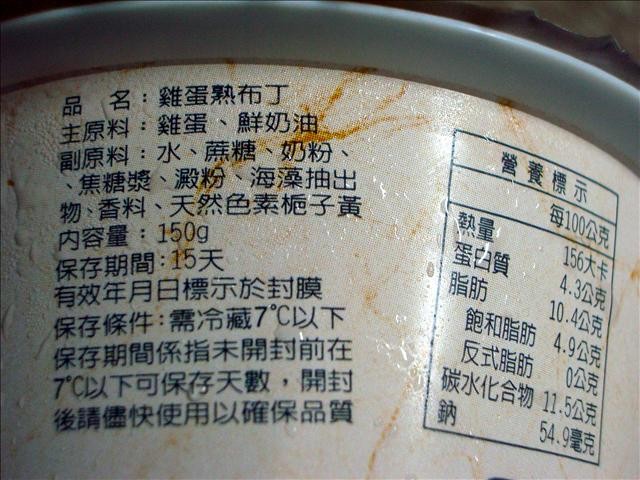 品　名：雞蛋熟布丁
主原料：雞蛋、鮮奶油
副原料：水、蔗糖、奶粉、
、焦糖漿、澱粉、海藻抽出
物、香料、天然色素梔子黃
內容量：150g
保存期間：15天
有效年月日標示於封膜
保存條件：需冷藏7℃以下
保存期間係指未開封前在
7℃以下可保存天數，開封
後請儘快使用以確保品質
營養標示
每100公克
熱量 156大卡
蛋白質 4.3公克
脂肪 10.4公克
飽和脂肪 4.9公克
反式脂肪 0公克
碳水化合物 11.5公克
鈉 54.9毫克